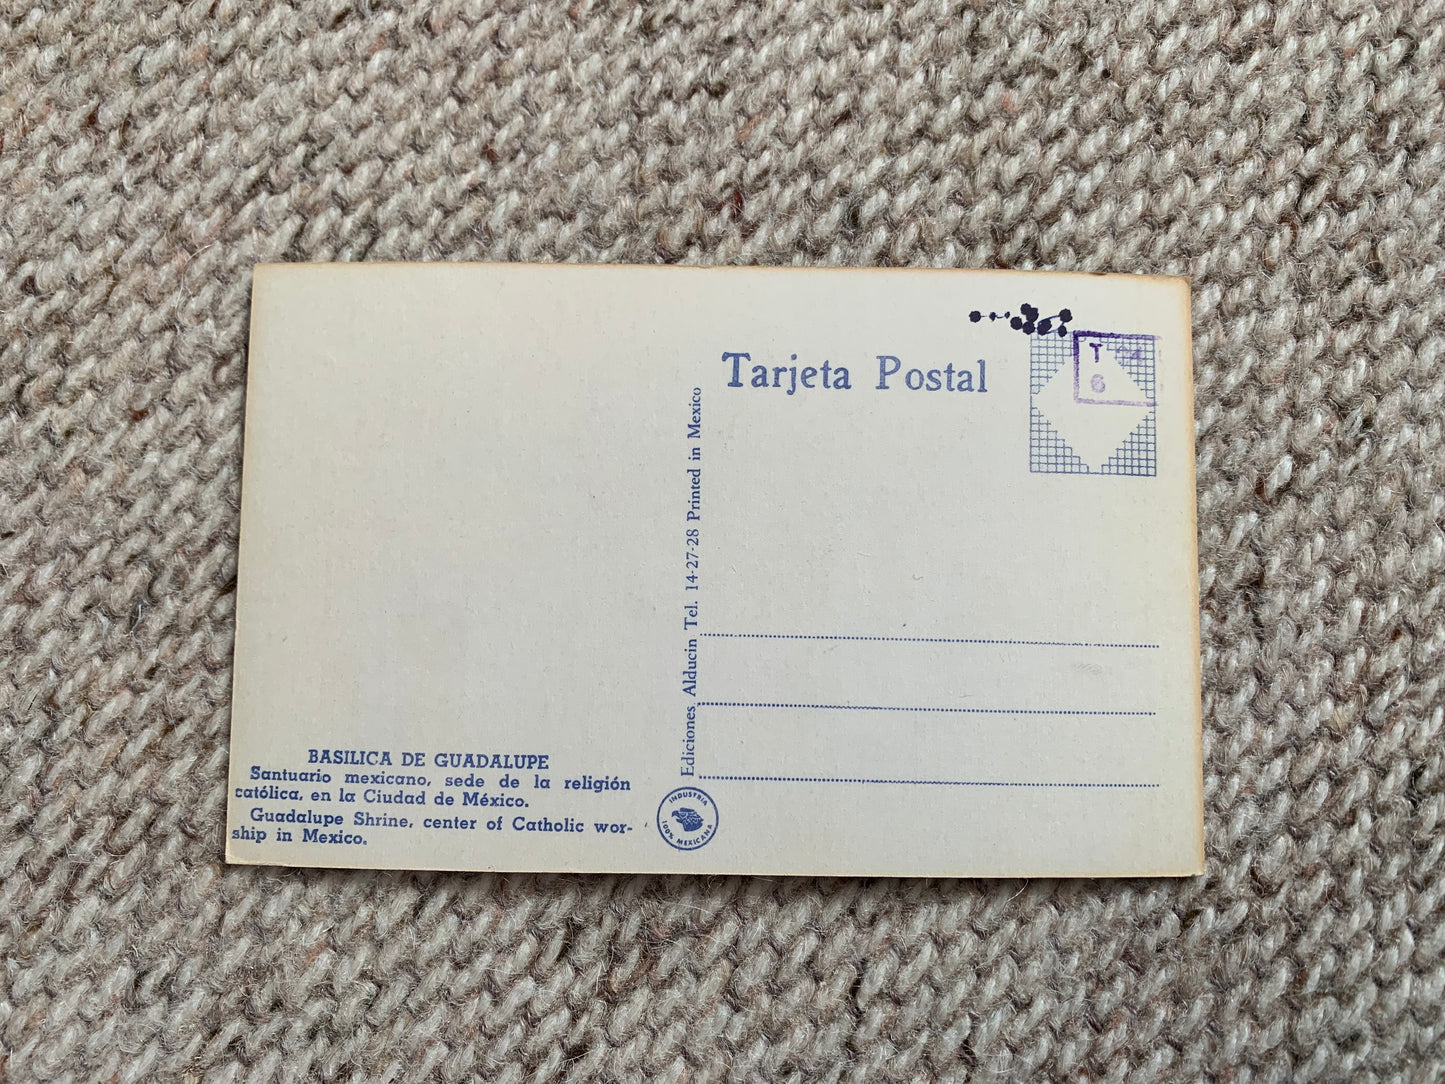 Tarjeta Postal
T
6
Ediciones Alducin Tel. 14-27-28 Printed in Mexico
BASILICA DE GUADALUPE
Santuario mexicano, sede de la religión
católica, en la Ciudad de México.
Guadalupe Shrine, center of Catholic wor-
ship in Mexico.
INDUSTRIA
100% MEXICANA